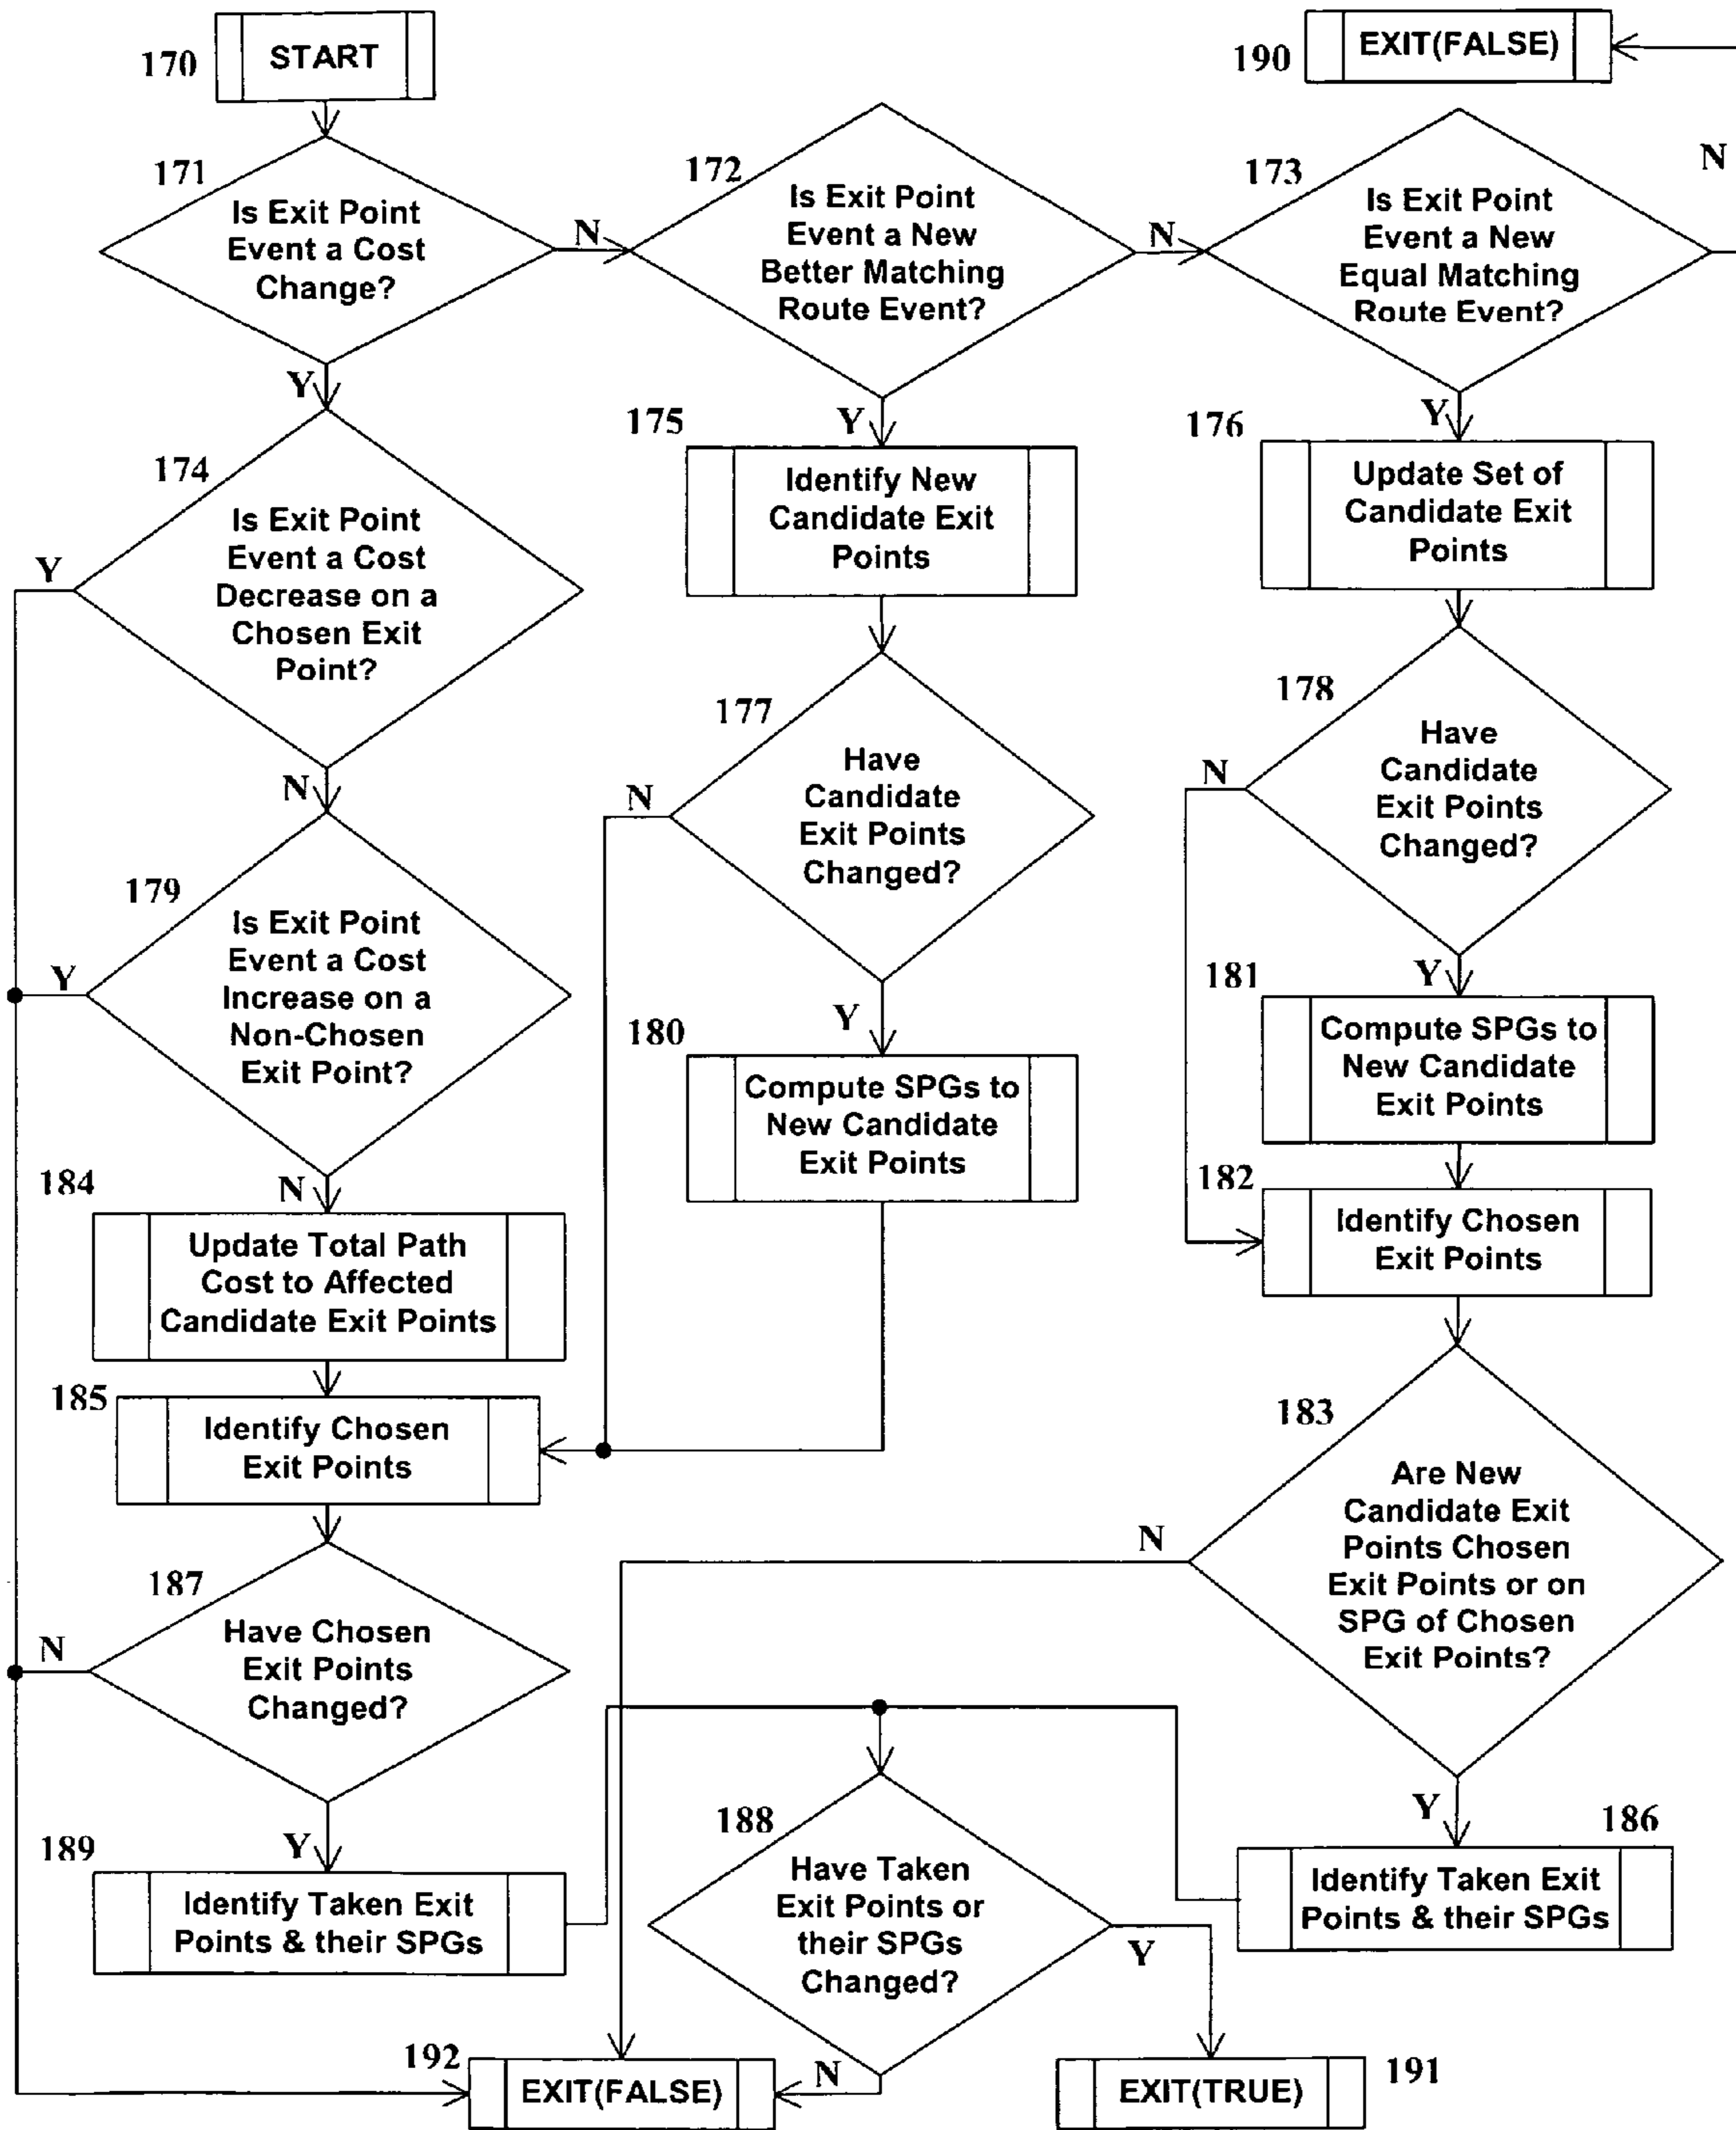 170
START
190
EXIT(FALSE)
171
Is Exit Point
Event a Cost
Change?
N
172
Is Exit Point
Event a New
Better Matching
Route Event?
N
173
Is Exit Point
Event a New
Equal Matching
Route Event?
N
Y
Y
Y
174
Is Exit Point
Event a Cost
Decrease on a
Chosen Exit
Point?
Y
N
175
Identify New
Candidate Exit
Points
176
Update Set of
Candidate Exit
Points
177
Have
Candidate
Exit Points
Changed?
N
Y
178
Have
Candidate
Exit Points
Changed?
N
Y
179
Is Exit Point
Event a Cost
Increase on a
Non-Chosen
Exit Point?
Y
N
180
Compute SPGs to
New Candidate
Exit Points
181
Compute SPGs to
New Candidate
Exit Points
182
Identify Chosen
Exit Points
184
Update Total Path
Cost to Affected
Candidate Exit Points
185
Identify Chosen
Exit Points
183
Are New
Candidate Exit
Points Chosen
Exit Points or on
SPG of Chosen
Exit Points?
N
Y
187
Have Chosen
Exit Points
Changed?
N
Y
189
Identify Taken Exit
Points & their SPGs
188
Have Taken
Exit Points or
their SPGs
Changed?
Y
N
186
Identify Taken Exit
Points & their SPGs
192
EXIT(FALSE)
EXIT(TRUE)
191